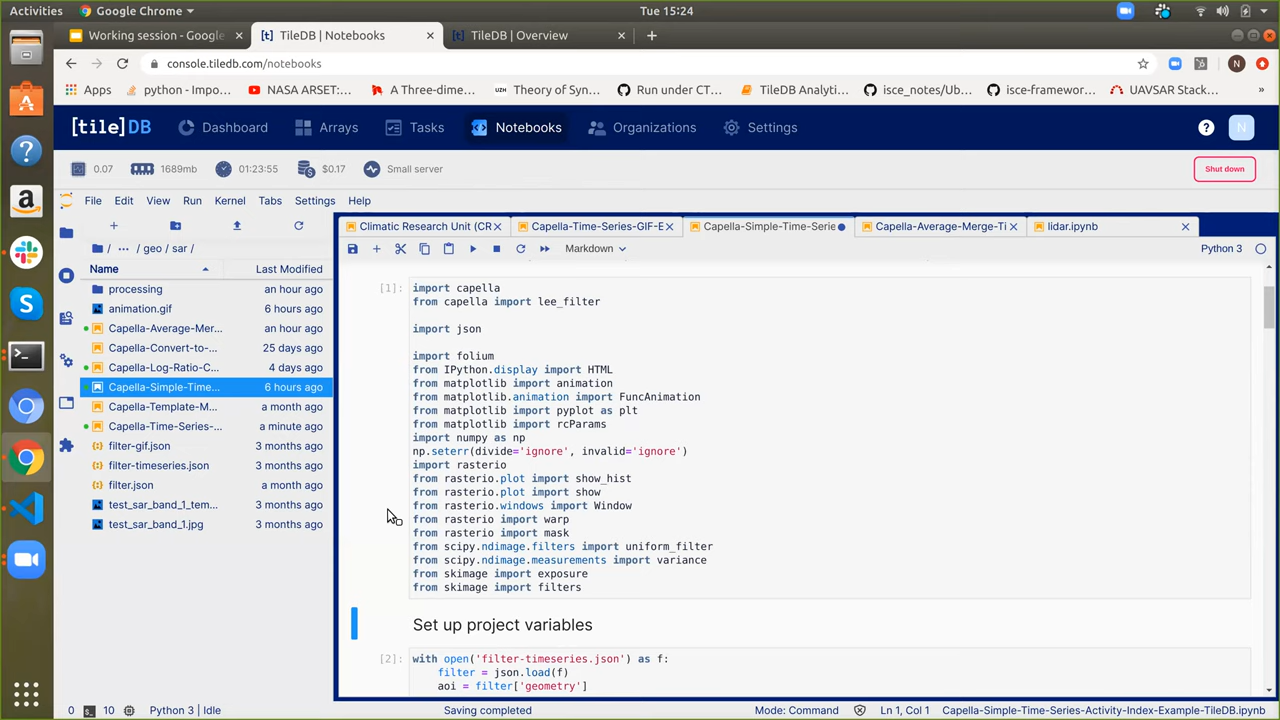 Activities
Google Chrome
Tue 15:24
Working session - Google
TileDB | Notebooks
TileDB | Overview
console.tiledb.com/notebooks
N
Apps
python - Impo...
NASA ARSET:...
A Three-dime...
UZH
Theory of Syn...
Run under CT...
TileDB Analyti...
isce_notes/Ub...
isce-framewor...
UAVSAR Stack...
»
[tile]DB
Dashboard
Arrays
Tasks
Notebooks
Organizations
Settings
?
N
0.07
1689mb
01:23:55
$0.17
Small server
Shut down
File
Edit
View
Run
Kernel
Tabs
Settings
Help
/ ··· / geo / sar /
Name
Last Modified
processing
an hour ago
animation.gif
6 hours ago
Capella-Average-Mer...
an hour ago
Capella-Convert-to-...
25 days ago
Capella-Log-Ratio-C...
4 days ago
Capella-Simple-Time...
6 hours ago
Capella-Template-M...
a month ago
Capella-Time-Series-...
a minute ago
filter-gif.json
3 months ago
filter-timeseries.json
3 months ago
filter.json
3 months ago
test_sar_band_1_tem...
3 months ago
test_sar_band_1.jpg
3 months ago
Climatic Research Unit (CR
Capella-Time-Series-GIF-E
Capella-Simple-Time-Serie
Capella-Average-Merge-Ti
lidar.ipynb
Markdown
Python 3
[1]:
import capella
from capella import lee_filter
import json
import folium
from IPython.display import HTML
from matplotlib import animation
from matplotlib.animation import FuncAnimation
from matplotlib import pyplot as plt
from matplotlib import rcParams
import numpy as np
np.seterr(divide='ignore', invalid='ignore')
import rasterio
from rasterio.plot import show_hist
from rasterio.plot import show
from rasterio.windows import Window
from rasterio import warp
from rasterio import mask
from scipy.ndimage.filters import uniform_filter
from scipy.ndimage.measurements import variance
from skimage import exposure
from skimage import filters
Set up project variables
[2]:
with open('filter-timeseries.json') as f:
filter = json.load(f)
aoi = filter['geometry']
0
10
Python 3 | Idle
Saving completed
Mode: Command
Ln 1, Col 1
Capella-Simple-Time-Series-Activity-Index-Example-TileDB.ipynb